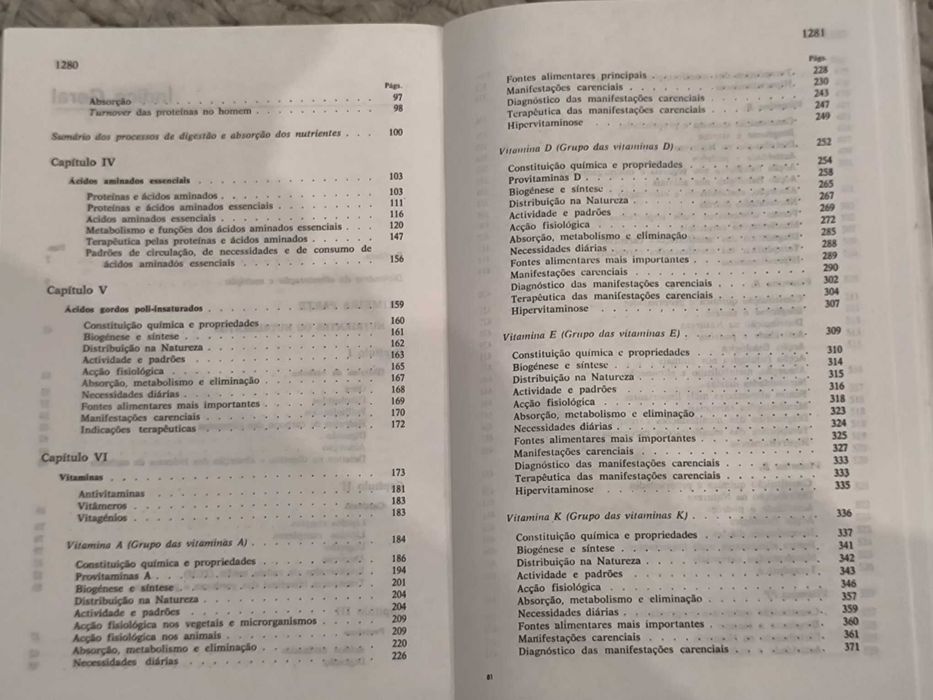 1280
Págs.
Absorção . . . 97
Turnover das proteínas no homem . . . 98
Sumário dos processos de digestão e absorção dos nutrientes . . . 100
Capítulo IV
Ácidos aminados essenciais . . . 103
Proteínas e ácidos aminados . . . 103
Proteínas e ácidos aminados essenciais . . . 111
Ácidos aminados essenciais . . . 116
Metabolismo e funções dos ácidos aminados essenciais . . . 120
Terapêutica pelas proteínas e ácidos aminados . . . 147
Padrões de circulação, de necessidades e de consumo de
ácidos aminados essenciais . . . 156
Capítulo V
Ácidos gordos poli-insaturados . . . 159
Constituição química e propriedades . . . 160
Biogénese e síntese . . . 161
Distribuição na Natureza . . . 162
Actividade e padrões . . . 163
Acção fisiológica . . . 165
Absorção, metabolismo e eliminação . . . 167
Necessidades diárias . . . 168
Fontes alimentares mais importantes . . . 169
Manifestações carenciais . . . 170
Indicações terapêuticas . . . 172
Capítulo VI
Vitaminas . . . 173
Antivitaminas . . . 181
Vitâmeros . . . 183
Vitagénios . . . 183
Vitamina A (Grupo das vitaminas A) . . . 184
Constituição química e propriedades . . . 186
Provitaminas A . . . 194
Biogénese e síntese . . . 201
Distribuição na Natureza . . . 204
Actividade e padrões . . . 204
Acção fisiológica nos vegetais e microrganismos . . . 209
Acção fisiológica nos animais . . . 209
Absorção, metabolismo e eliminação . . . 220
Necessidades diárias . . . 226
1281
Págs.
Fontes alimentares principais . . . 228
Manifestações carenciais . . . 230
Diagnóstico das manifestações carenciais . . . 243
Terapêutica das manifestações carenciais . . . 247
Hipervitaminose . . . 249
Vitamina D (Grupo das vitaminas D) . . . 252
Constituição química e propriedades . . . 254
Provitaminas D . . . 258
Biogénese e síntese . . . 265
Distribuição na Natureza . . . 267
Actividade e padrões . . . 269
Acção fisiológica . . . 272
Absorção, metabolismo e eliminação . . . 285
Necessidades diárias . . . 288
Fontes alimentares mais importantes . . . 289
Manifestações carenciais . . . 290
Diagnóstico das manifestações carenciais . . . 302
Terapêutica das manifestações carenciais . . . 304
Hipervitaminose . . . 307
Vitamina E (Grupo das vitaminas E) . . . 309
Constituição química e propriedades . . . 310
Biogénese e síntese . . . 314
Distribuição na Natureza . . . 315
Actividade e padrões . . . 316
Acção fisiológica . . . 318
Absorção, metabolismo e eliminação . . . 323
Necessidades diárias . . . 324
Fontes alimentares mais importantes . . . 325
Manifestações carenciais . . . 327
Diagnóstico das manifestações carenciais . . . 333
Terapêutica das manifestações carenciais . . . 333
Hipervitaminose . . . 335
Vitamina K (Grupo das vitaminas K) . . . 336
Constituição química e propriedades . . . 337
Biogénese e síntese . . . 341
Distribuição na Natureza . . . 342
Actividade e padrões . . . 343
Acção fisiológica . . . 346
Absorção, metabolismo e eliminação . . . 357
Necessidades diárias . . . 359
Fontes alimentares mais importantes . . . 360
Manifestações carenciais . . . 361
Diagnóstico das manifestações carenciais . . . 371
81